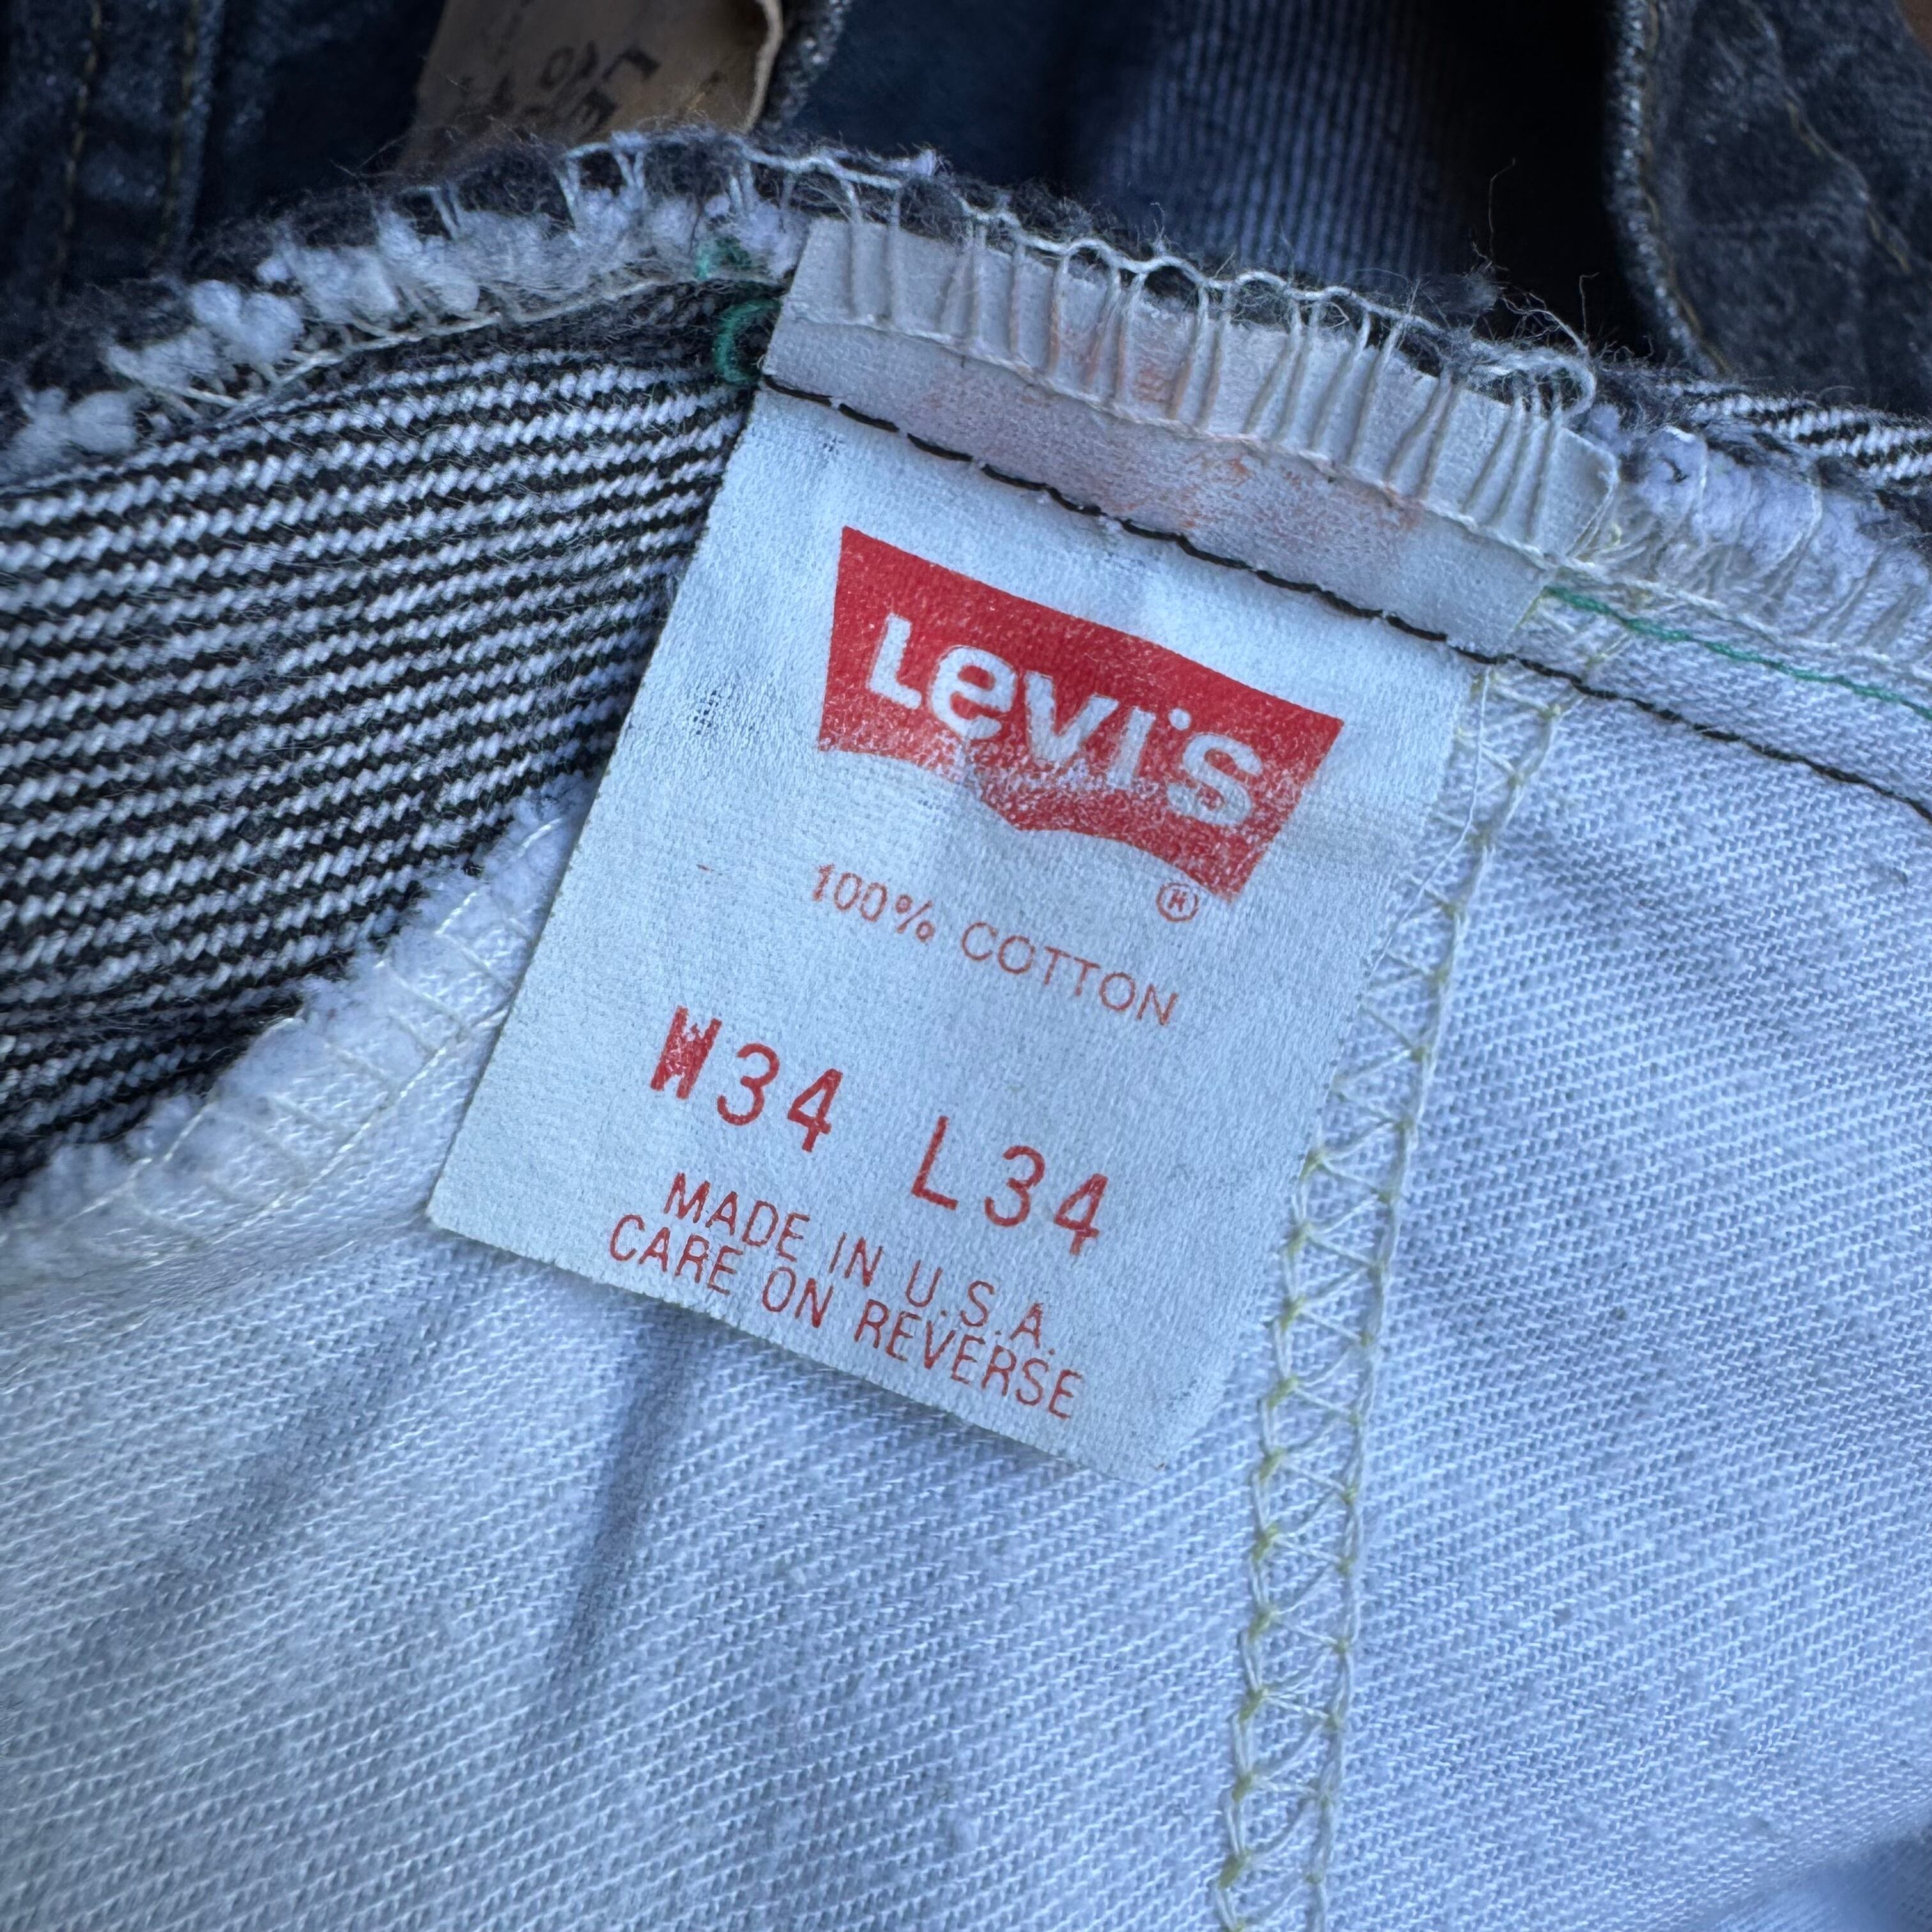 Levi's
®
100% COTTON
W34 L34
MADE IN U.S.A.
CARE ON REVERSE